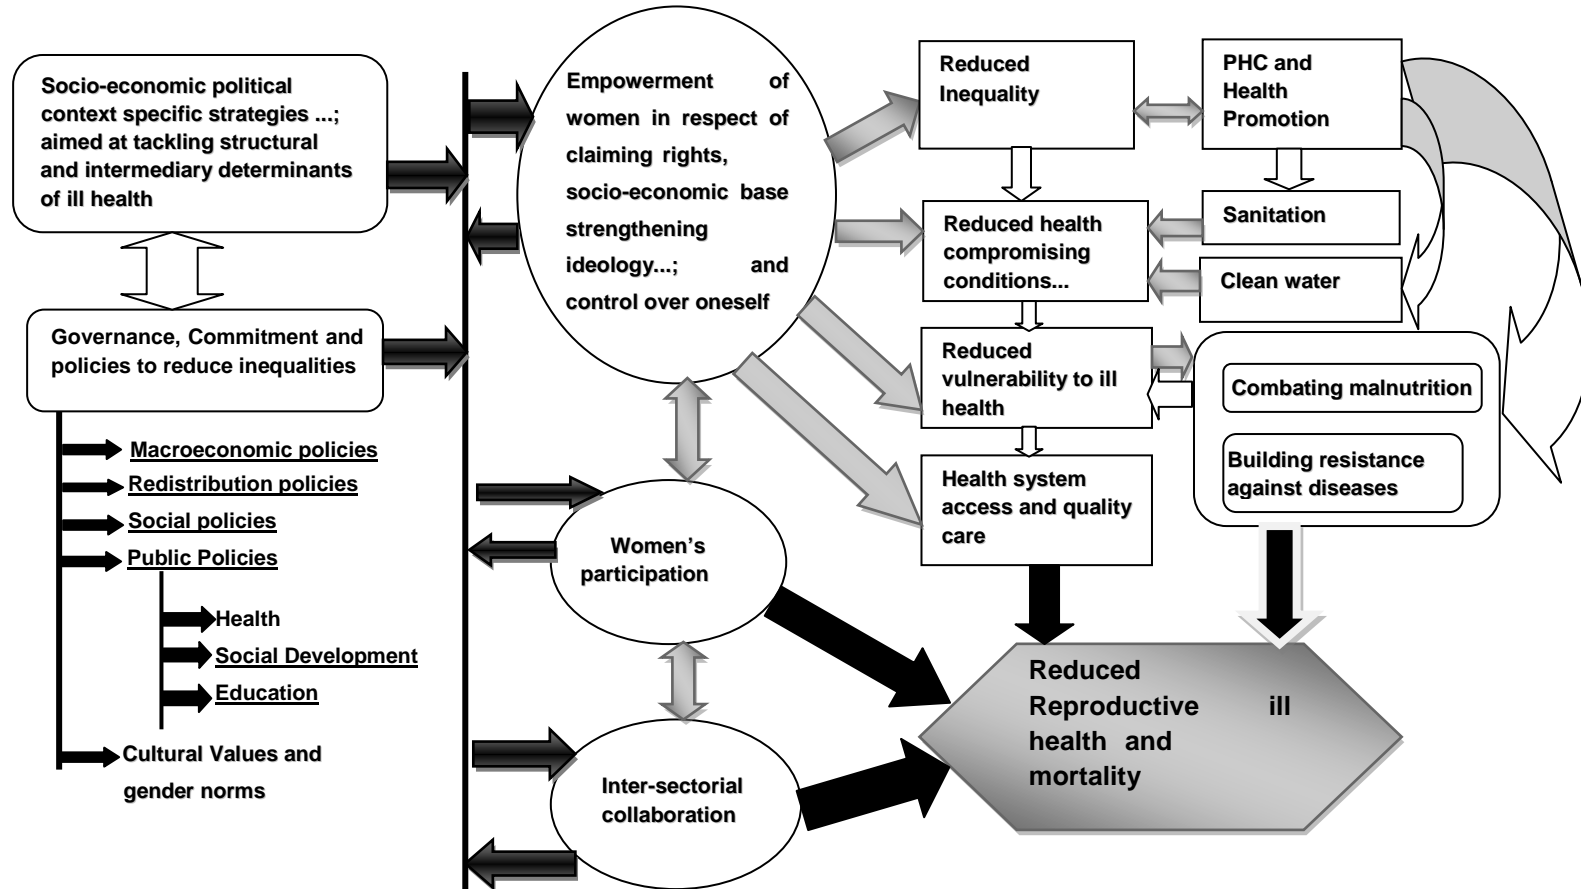 Socio-economic political
context specific strategies ...;
aimed at tackling structural
and intermediary determinants
of ill health
Governance, Commitment and
policies to reduce inequalities
Macroeconomic policies
Redistribution policies
Social policies
Public Policies
Health
Social Development
Education
Cultural Values and
gender norms
Empowerment of
women in respect of
claiming rights,
socio-economic base
strengthening
ideology...; and
control over oneself
Women's
participation
Inter-sectorial
collaboration
Reduced
Inequality
Reduced health
compromising
conditions...
Reduced
vulnerability to ill
health
Health system
access and quality
care
PHC and
Health
Promotion
Sanitation
Clean water
Combating malnutrition
Building resistance
against diseases
Reduced
Reproductive ill
health and
mortality